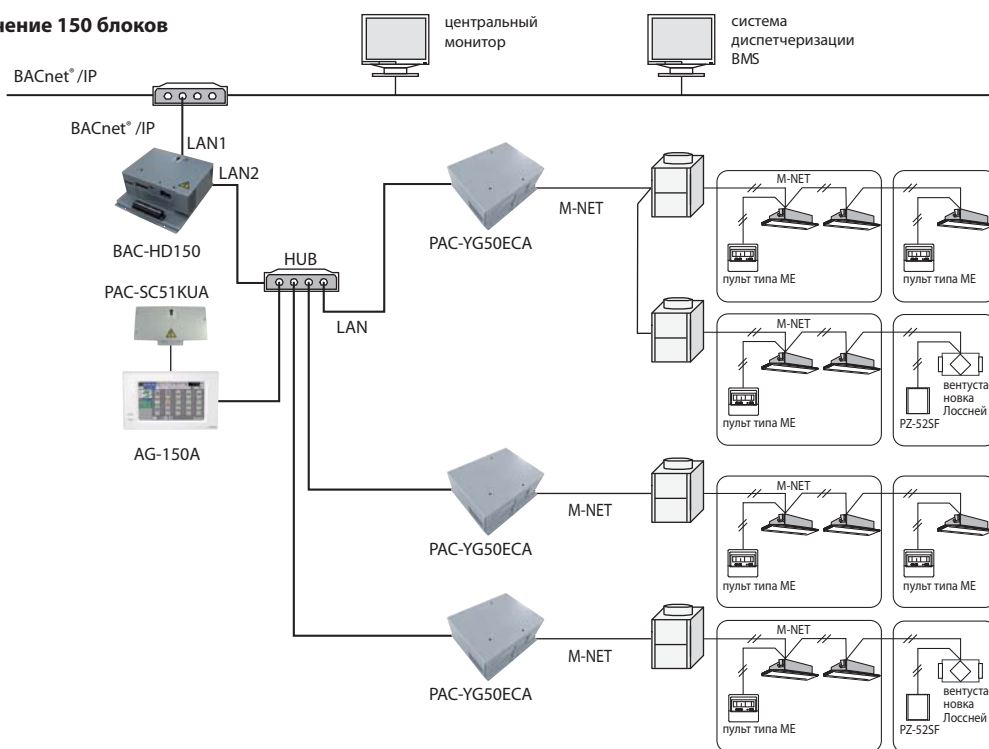 чение 150 блоков
центральный
монитор
система
диспетчеризации
BMS
BACnet® /IP
BACnet® /IP
LAN1
LAN2
BAC-HD150
HUB
PAC-SC51KUA
LAN
AG-150A
PAC-YG50ECA
M-NET
M-NET
пульт типа ME
пульт типа ME
M-NET
пульт типа ME
PZ-52SF
вентуста
новка
Лоссней
PAC-YG50ECA
M-NET
M-NET
пульт типа ME
пульт типа ME
PAC-YG50ECA
M-NET
M-NET
пульт типа ME
PZ-52SF
вентуста
новка
Лоссней